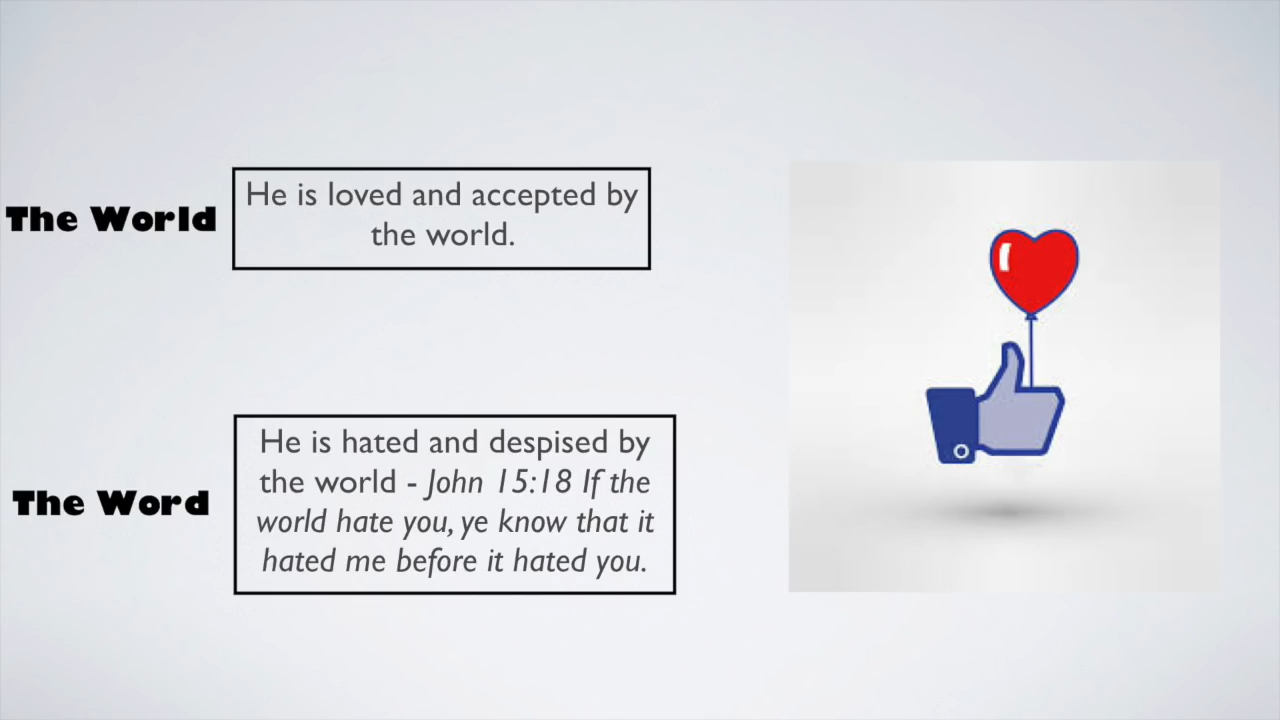 The World
He is loved and accepted by
the world.
The Word
He is hated and despised by
the world - John 15:18 If the
world hate you, ye know that it
hated me before it hated you.